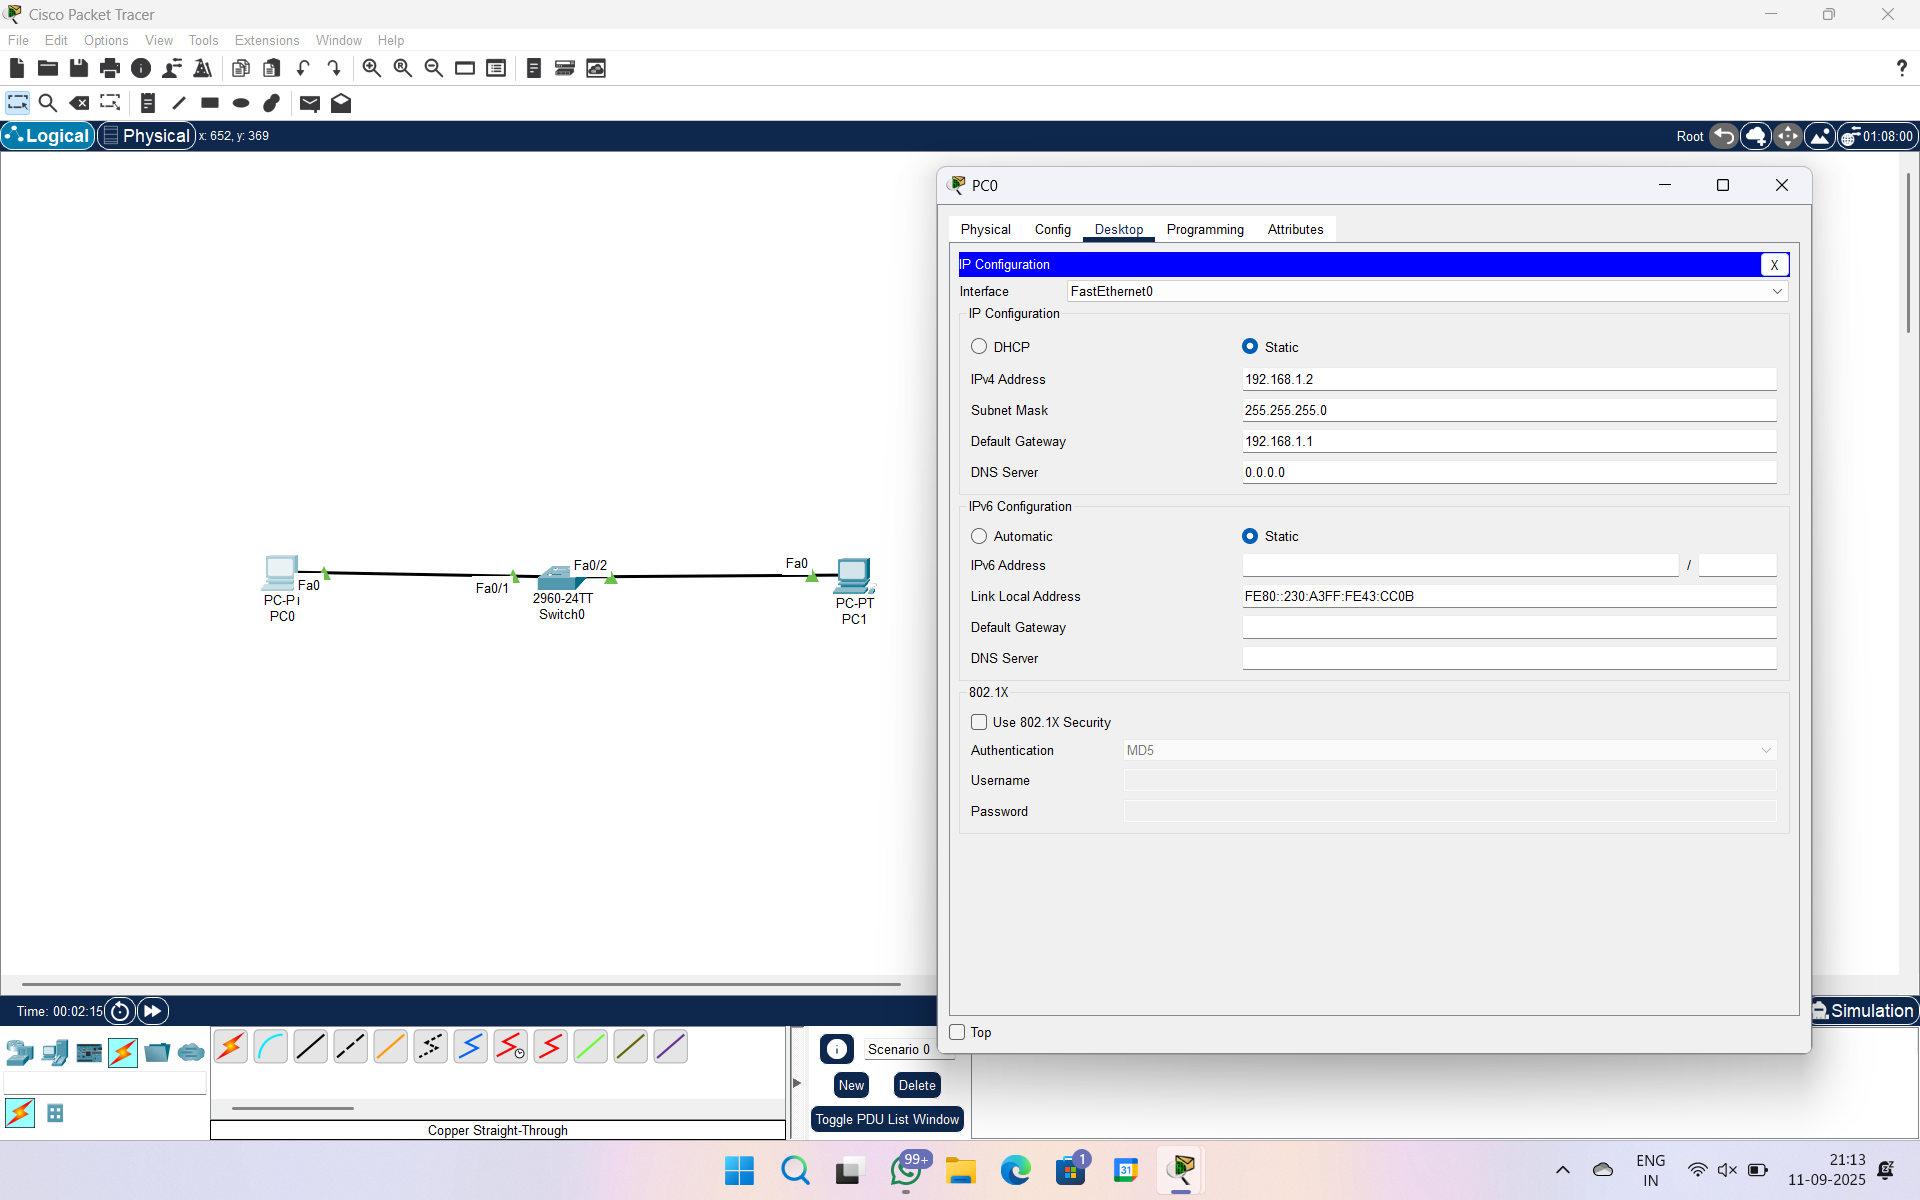 Cisco Packet Tracer
File Edit Options View Tools Extensions Window Help
?
Logical Physical x: 652, y: 369
Root 01:08:00
PC0
Physical Config Desktop Programming Attributes
IP Configuration X
Interface FastEthernet0
IP Configuration
DHCP Static
IPv4 Address 192.168.1.2
Subnet Mask 255.255.255.0
Default Gateway 192.168.1.1
DNS Server 0.0.0.0
IPv6 Configuration
Automatic Static
IPv6 Address /
Link Local Address FE80::230:A3FF:FE43:CC0B
Default Gateway
DNS Server
802.1X
Use 802.1X Security
Authentication MD5
Username
Password
Top
Fa0 Fa0/1 Fa0/2 Fa0
PC-PT
PC0
2960-24TT
Switch0
PC-PT
PC1
Time: 00:02:15
Simulation
Scenario 0
New Delete
Toggle PDU List Window
Copper Straight-Through
99+
1
31
ENG
IN
21:13
11-09-2025